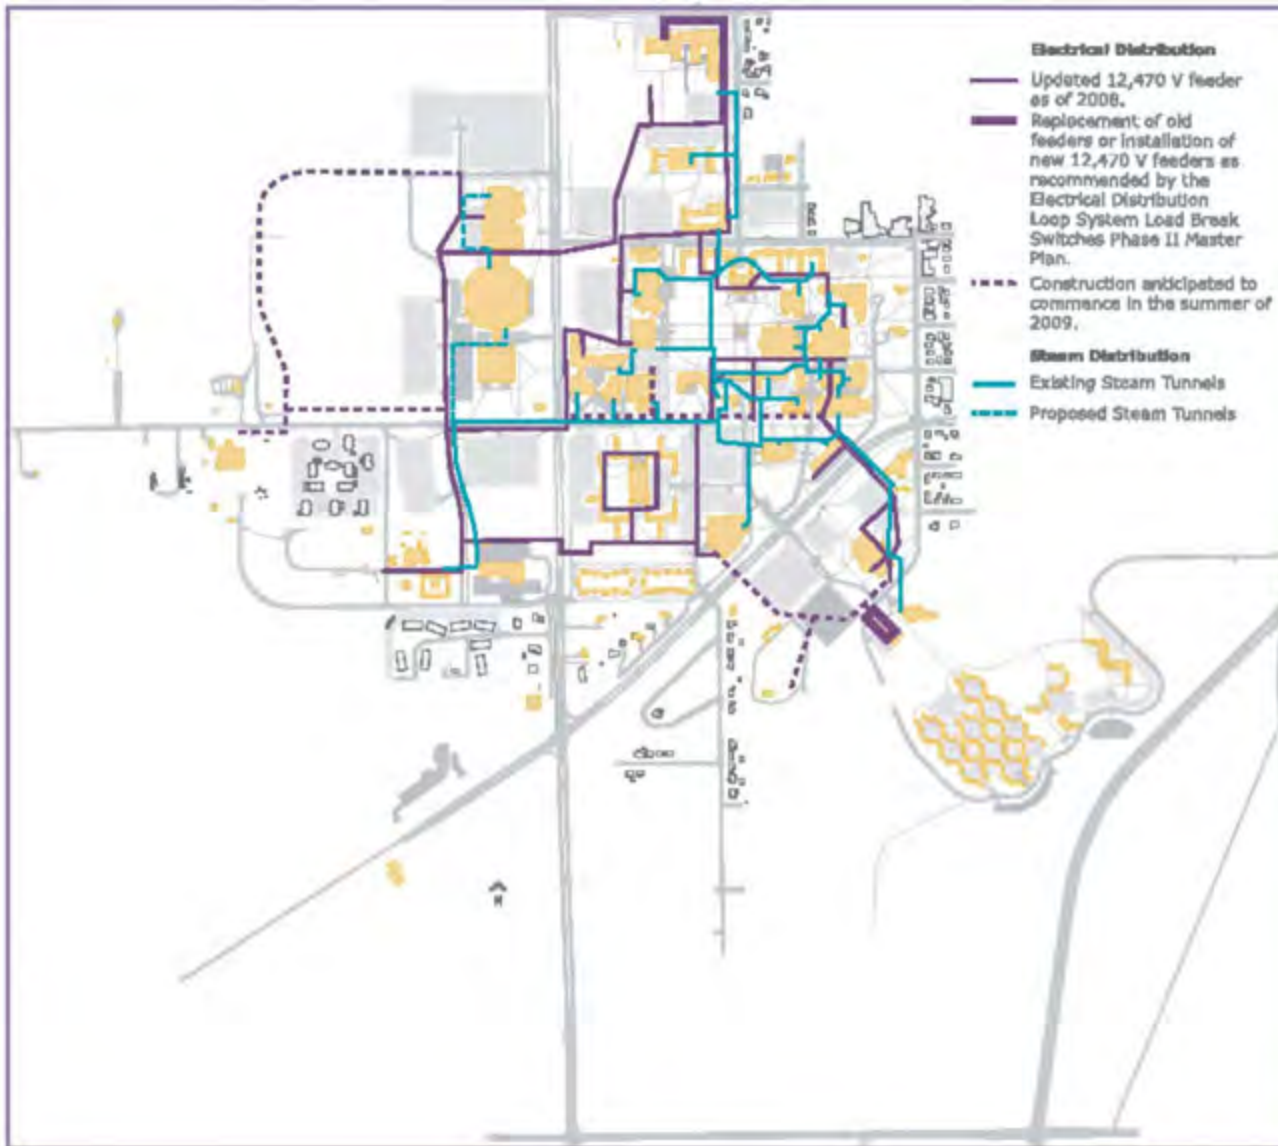 Electrical Distribution
Updated 12,470 V feeder
as of 2008.
Replacement of old
feeders or installation of
new 12,470 V feeders as
recommended by the
Electrical Distribution
Loop System Load Break
Switches Phase II Master
Plan.
Construction anticipated to
commence in the summer of
2009.
Steam Distribution
Existing Steam Tunnels
Proposed Steam Tunnels
N